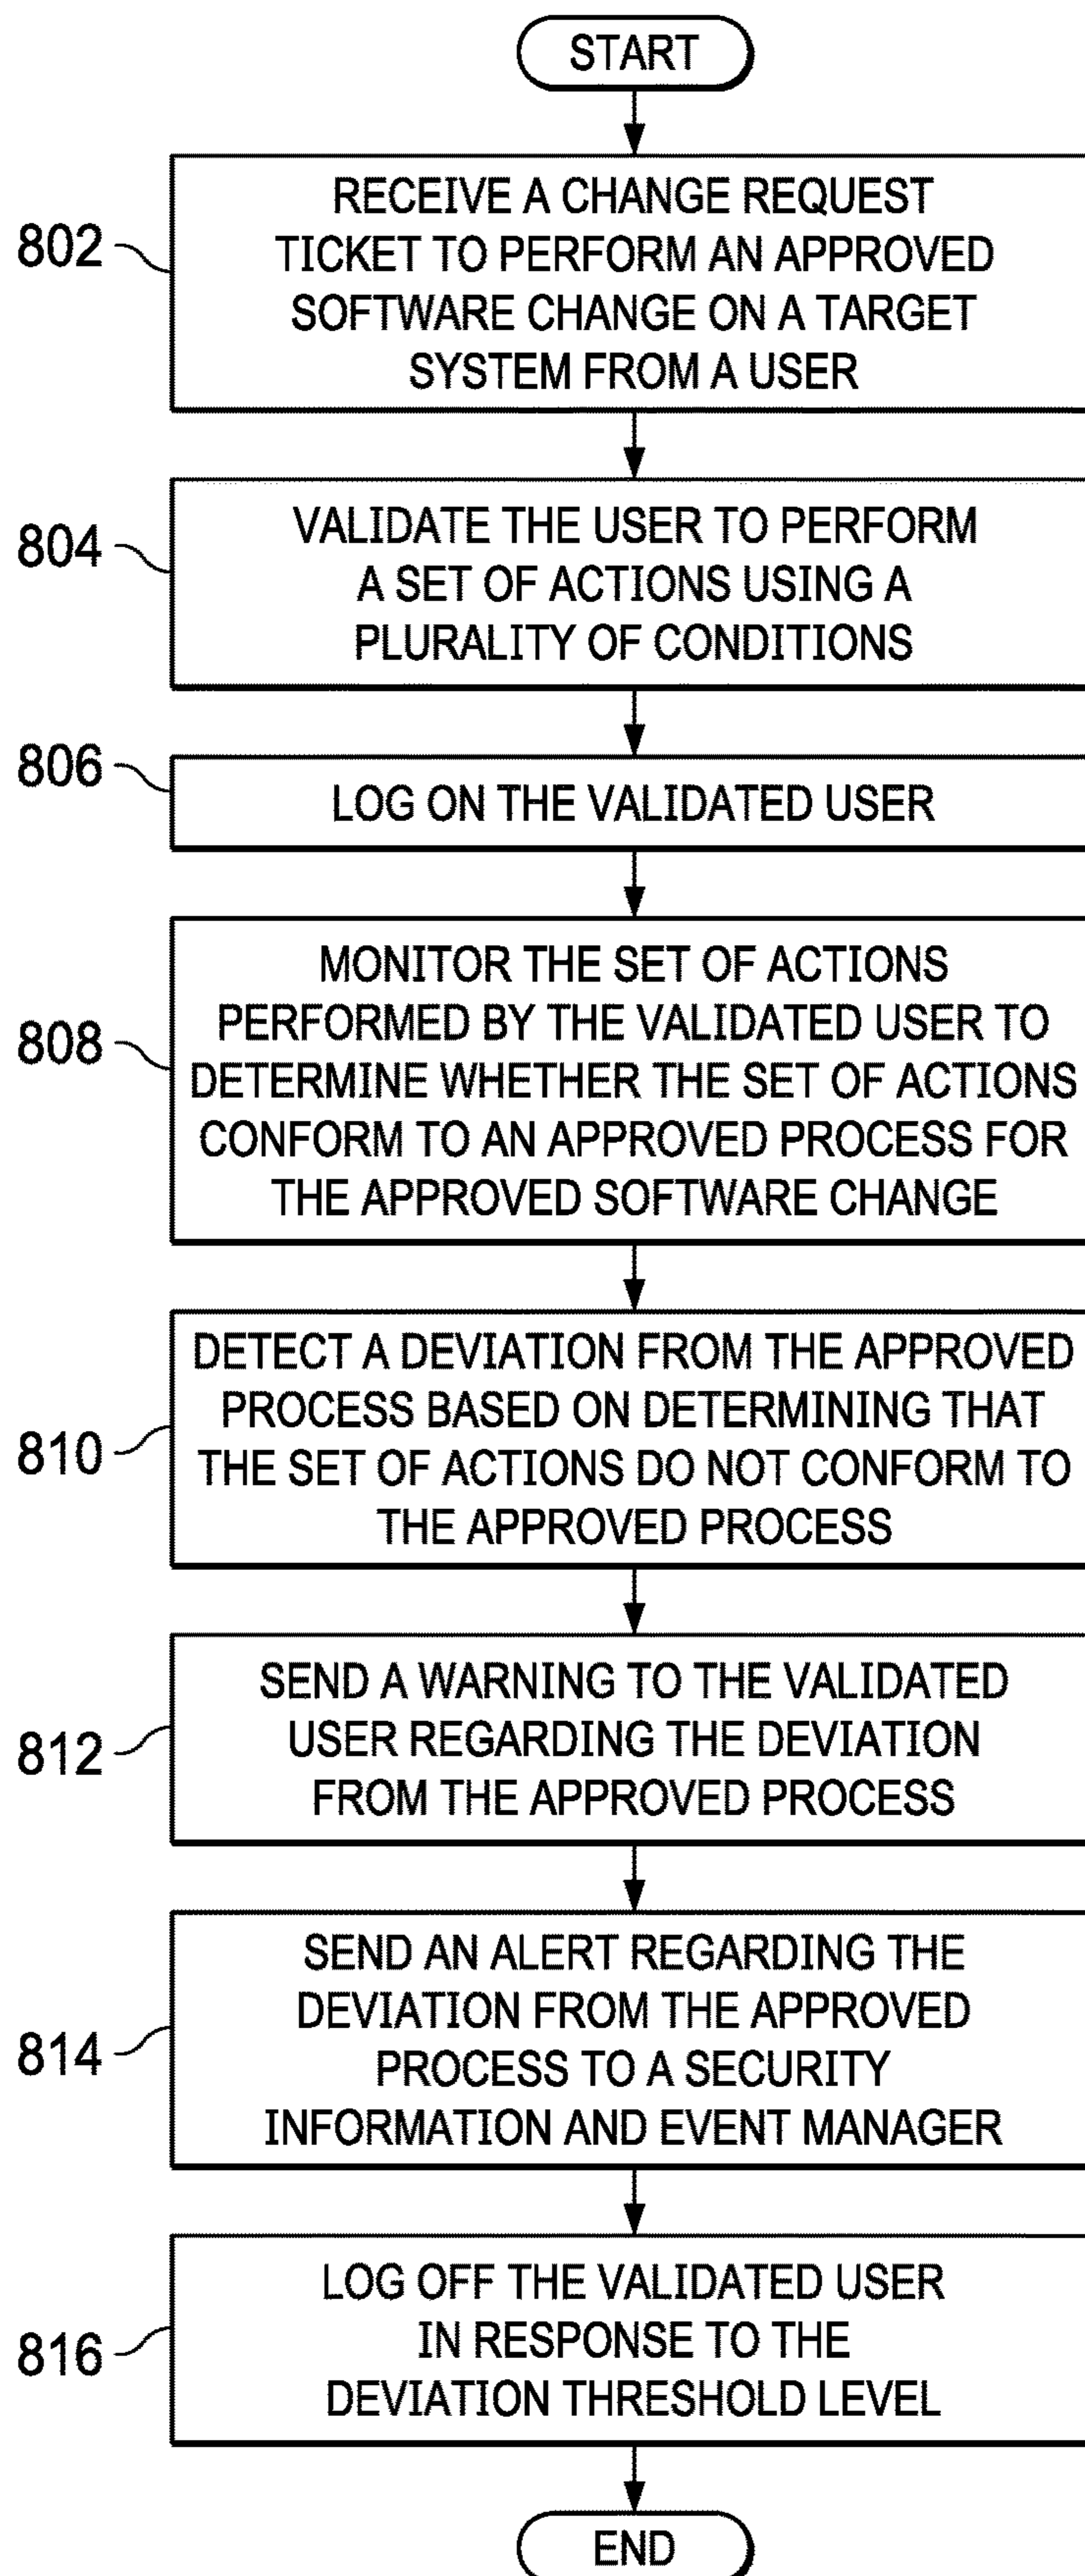 START
802
RECEIVE A CHANGE REQUEST
TICKET TO PERFORM AN APPROVED
SOFTWARE CHANGE ON A TARGET
SYSTEM FROM A USER
804
VALIDATE THE USER TO PERFORM
A SET OF ACTIONS USING A
PLURALITY OF CONDITIONS
806
LOG ON THE VALIDATED USER
808
MONITOR THE SET OF ACTIONS
PERFORMED BY THE VALIDATED USER TO
DETERMINE WHETHER THE SET OF ACTIONS
CONFORM TO AN APPROVED PROCESS FOR
THE APPROVED SOFTWARE CHANGE
810
DETECT A DEVIATION FROM THE APPROVED
PROCESS BASED ON DETERMINING THAT
THE SET OF ACTIONS DO NOT CONFORM TO
THE APPROVED PROCESS
812
SEND A WARNING TO THE VALIDATED
USER REGARDING THE DEVIATION
FROM THE APPROVED PROCESS
814
SEND AN ALERT REGARDING THE
DEVIATION FROM THE APPROVED
PROCESS TO A SECURITY
INFORMATION AND EVENT MANAGER
816
LOG OFF THE VALIDATED USER
IN RESPONSE TO THE
DEVIATION THRESHOLD LEVEL
END